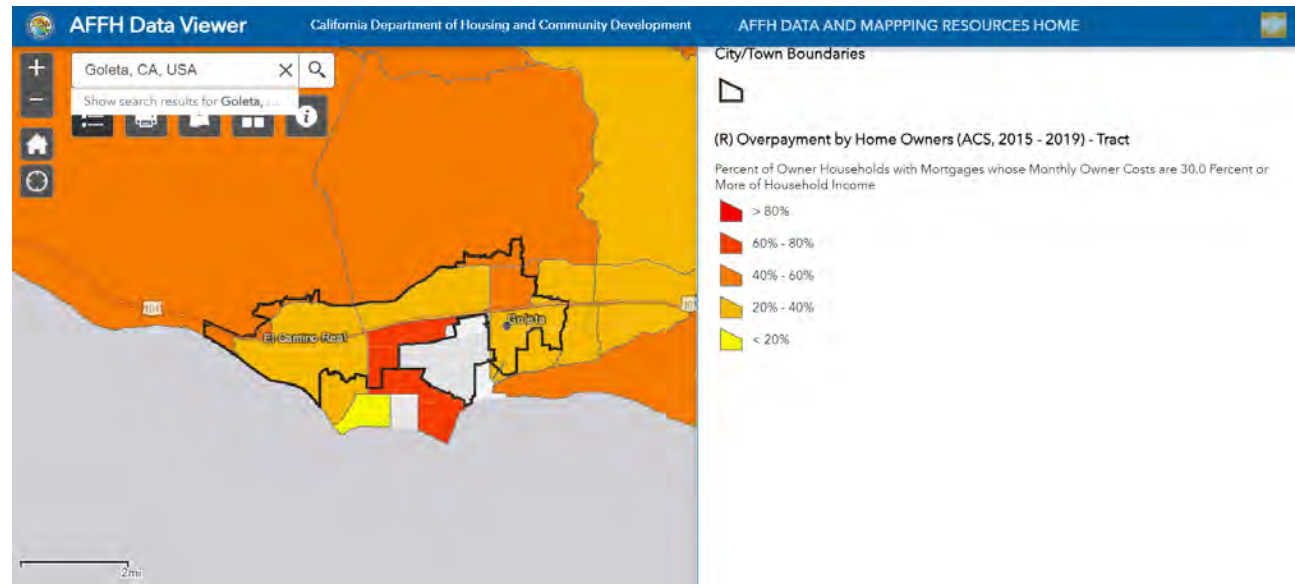 AFFH Data Viewer
California Department of Housing and Community Development
AFFH DATA AND MAPPPING RESOURCES HOME
Goleta, CA, USA
Show search results for Goleta, ...
101
El Camino Real
Goleta
101
2mi
City/Town Boundaries
(R) Overpayment by Home Owners (ACS, 2015 - 2019) - Tract
Percent of Owner Households with Mortgages whose Monthly Owner Costs are 30.0 Percent or
More of Household Income
> 80%
60% - 80%
40% - 60%
20% - 40%
< 20%